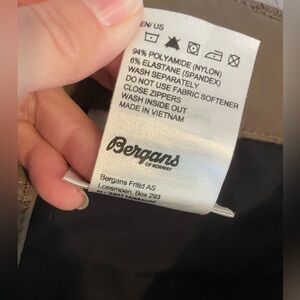 EN/ US
94% POLYAMIDE (NYLON)
6% ELASTANE (SPANDEX)
WASH SEPARATELY
DO NOT USE FABRIC SOFTENER
CLOSE ZIPPERS
WASH INSIDE OUT
MADE IN VIETNAM
Bergans
OF NORWAY
Bergans Fritid AS
Loesmoen, Box 293